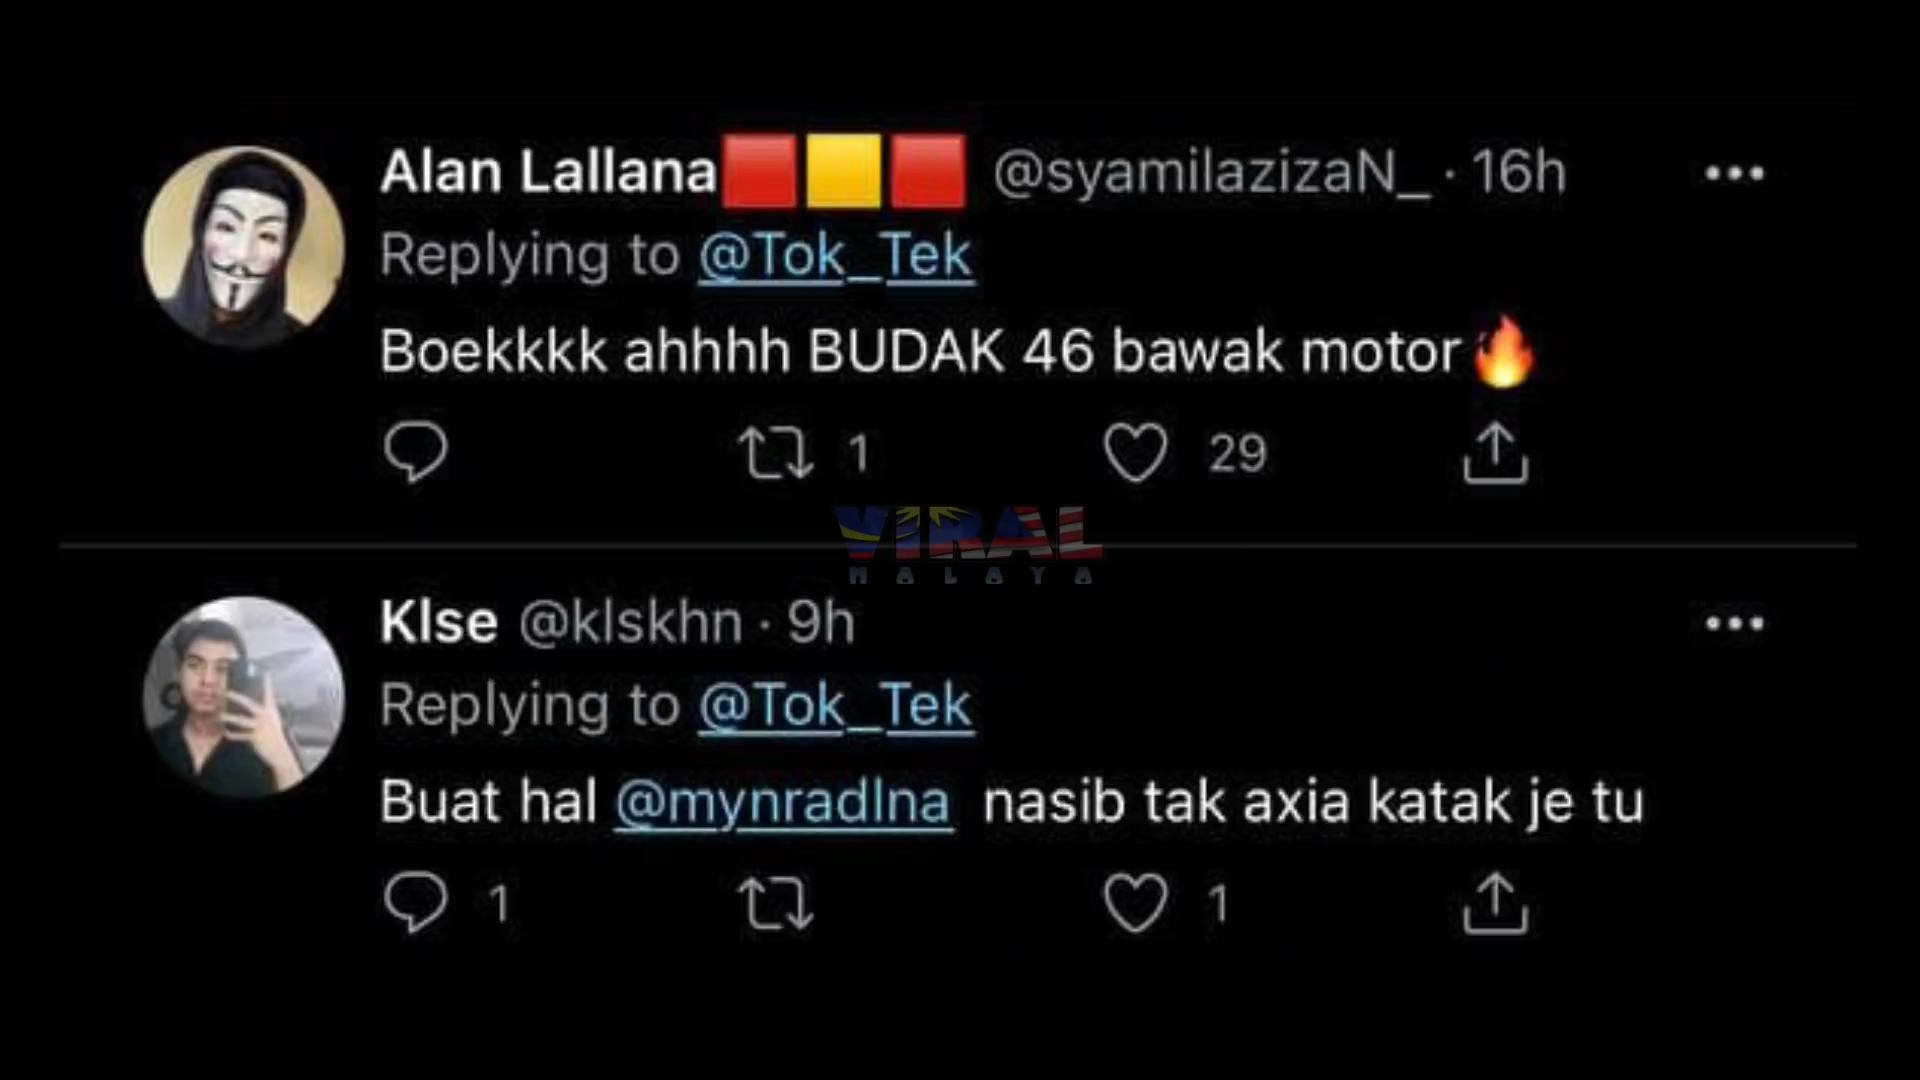 Alan Lallana🟥🟨🟥 @syamilazizaN_ · 16h
Replying to @Tok_Tek
Boekkkk ahhhh BUDAK 46 bawak motor🔥
1 29
VIRAL
MALAYA
Klse @klskhn · 9h
Replying to @Tok_Tek
Buat hal @mynradlna nasib tak axia katak je tu
1 1